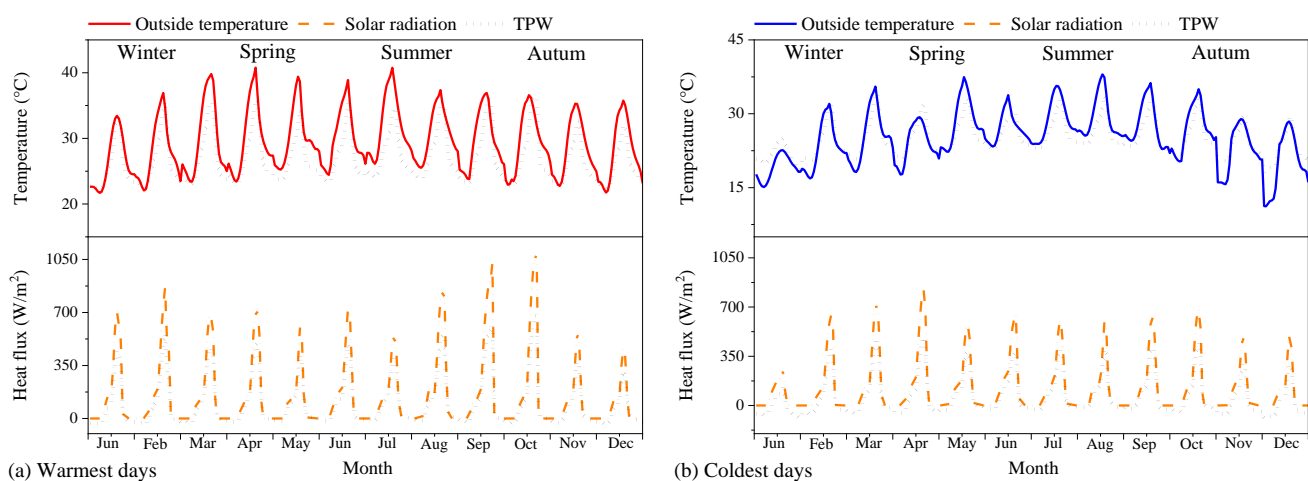 Outside temperature Solar radiation TPW
Winter Spring Summer Autum
Temperature (°C)
40
30
20
Heat flux (W/m²)
1050
700
350
0
Jun Feb Mar Apr May Jun Jul Aug Sep Oct Nov Dec
Month
(a) Warmest days
Outside temperature Solar radiation TPW
Winter Spring Summer Autum
Temperature (°C)
45
30
15
Heat flux (W/m²)
1050
700
350
0
Jun Feb Mar Apr May Jun Jul Aug Sep Oct Nov Dec
Month
(b) Coldest days